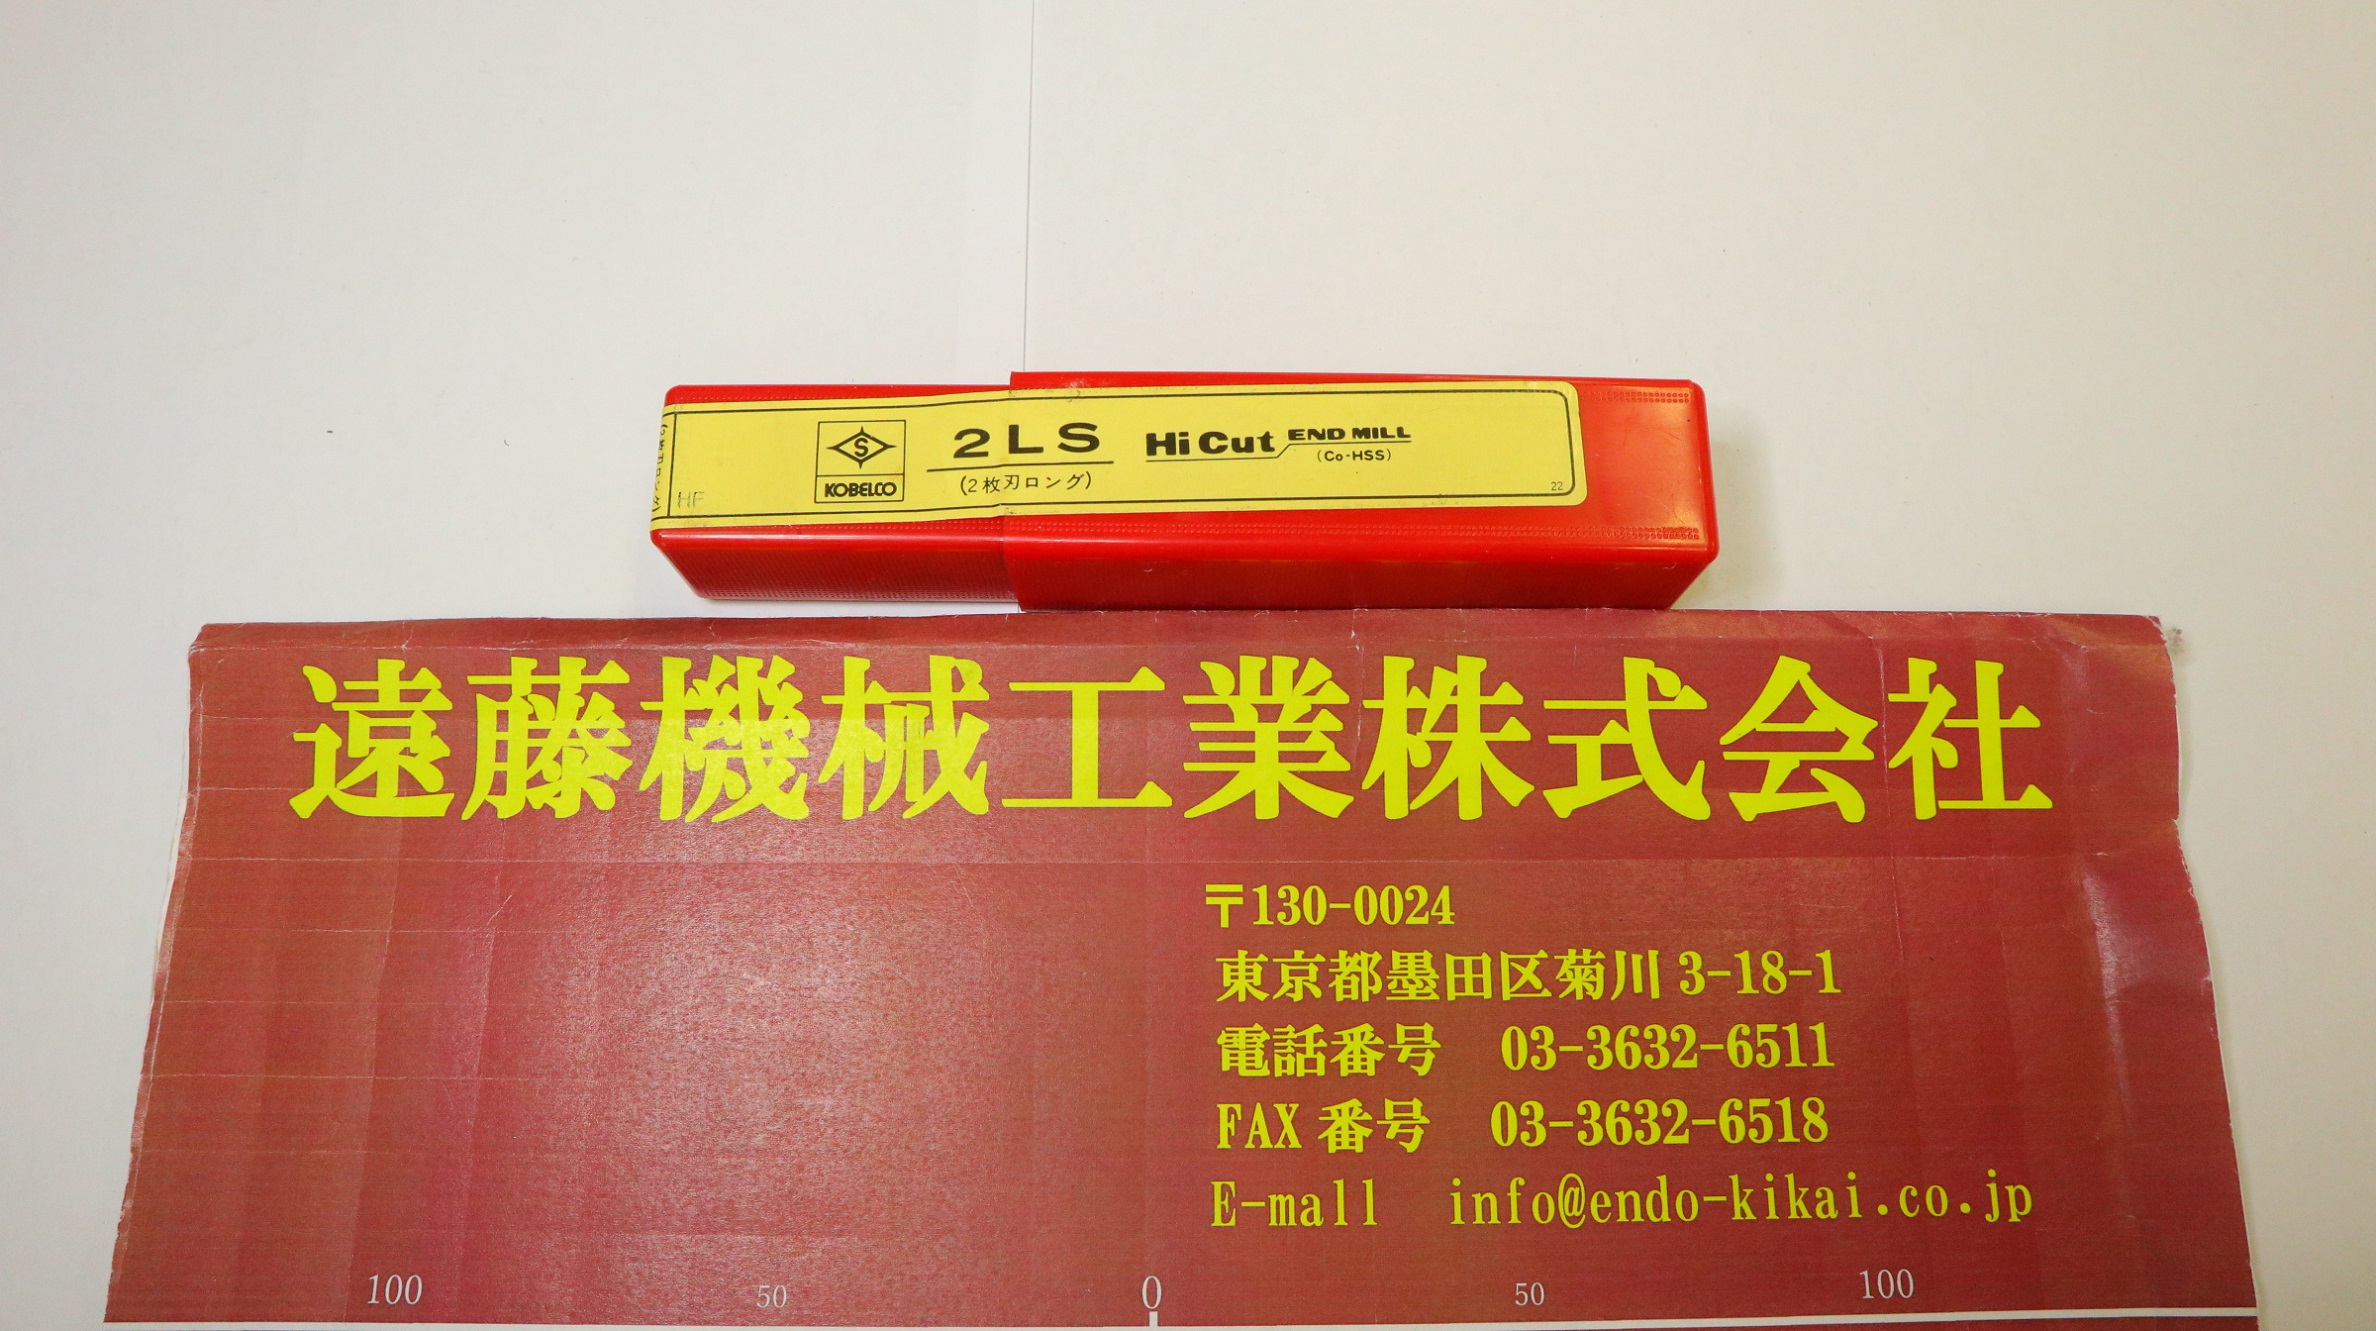 S
KOBELCO
2LS
(2枚刃ロング)
Hi Cut END MILL
(Co-HSS)
HF
22
遠藤機械工業株式会社
〒130-0024
東京都墨田区菊川 3-18-1
電話番号 03-3632-6511
FAX 番号 03-3632-6518
E-mall info@endo-kikai.co.jp
100 50 0 50 100